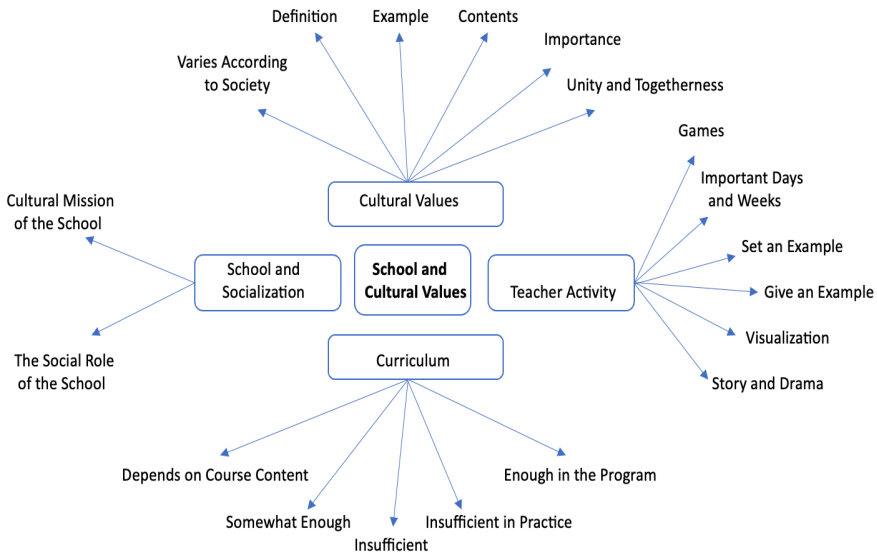 Definition
Example
Contents
Importance
Varies According
to Society
Unity and Togetherness
Games
Cultural Values
Important Days
and Weeks
Cultural Mission
of the School
Set an Example
School and
Socialization
School and
Cultural Values
Teacher Activity
Give an Example
Visualization
The Social Role
of the School
Curriculum
Story and Drama
Depends on Course Content
Enough in the Program
Somewhat Enough
Insufficient in Practice
Insufficient